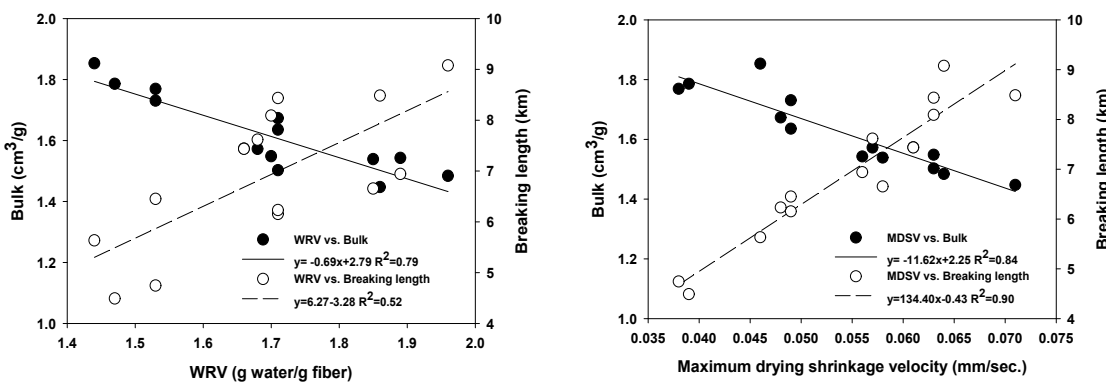 2.0
1.8
1.6
1.4
1.2
1.0
Bulk (cm³/g)
10
9
8
7
6
5
4
Breaking length (km)
WRV vs. Bulk
y= -0.69x+2.79 R²=0.79
WRV vs. Breaking length
y=6.27-3.28 R²=0.52
1.4 1.5 1.6 1.7 1.8 1.9 2.0
WRV (g water/g fiber)
2.0
1.8
1.6
1.4
1.2
1.0
Bulk (cm³/g)
10
9
8
7
6
5
4
Breaking length (km)
MDSV vs. Bulk
y= -11.62x+2.25 R²=0.84
MDSV vs. Breaking length
y=134.40x-0.43 R²=0.90
0.035 0.040 0.045 0.050 0.055 0.060 0.065 0.070 0.075
Maximum drying shrinkage velocity (mm/sec.)